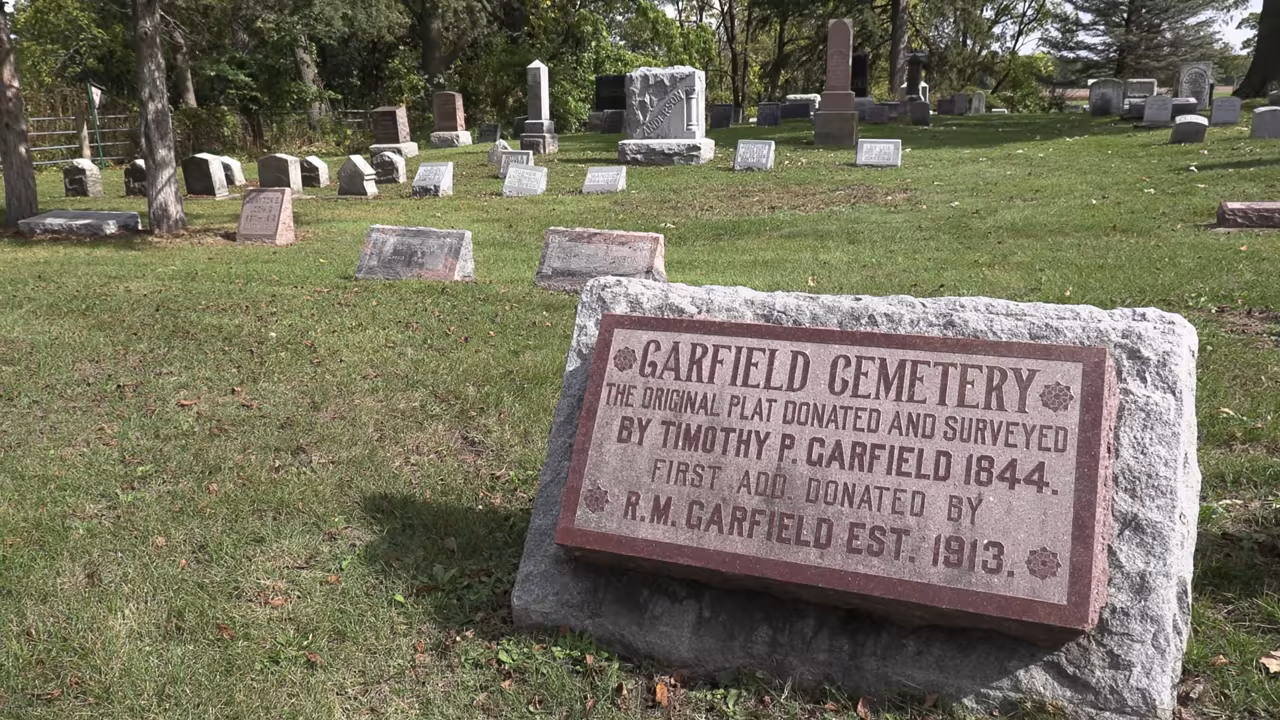 ANDERSON
GARFIELD CEMETERY
THE ORIGINAL PLAT DONATED AND SURVEYED
BY TIMOTHY P. GARFIELD 1844.
FIRST ADD. DONATED BY
R.M. GARFIELD EST. 1913.